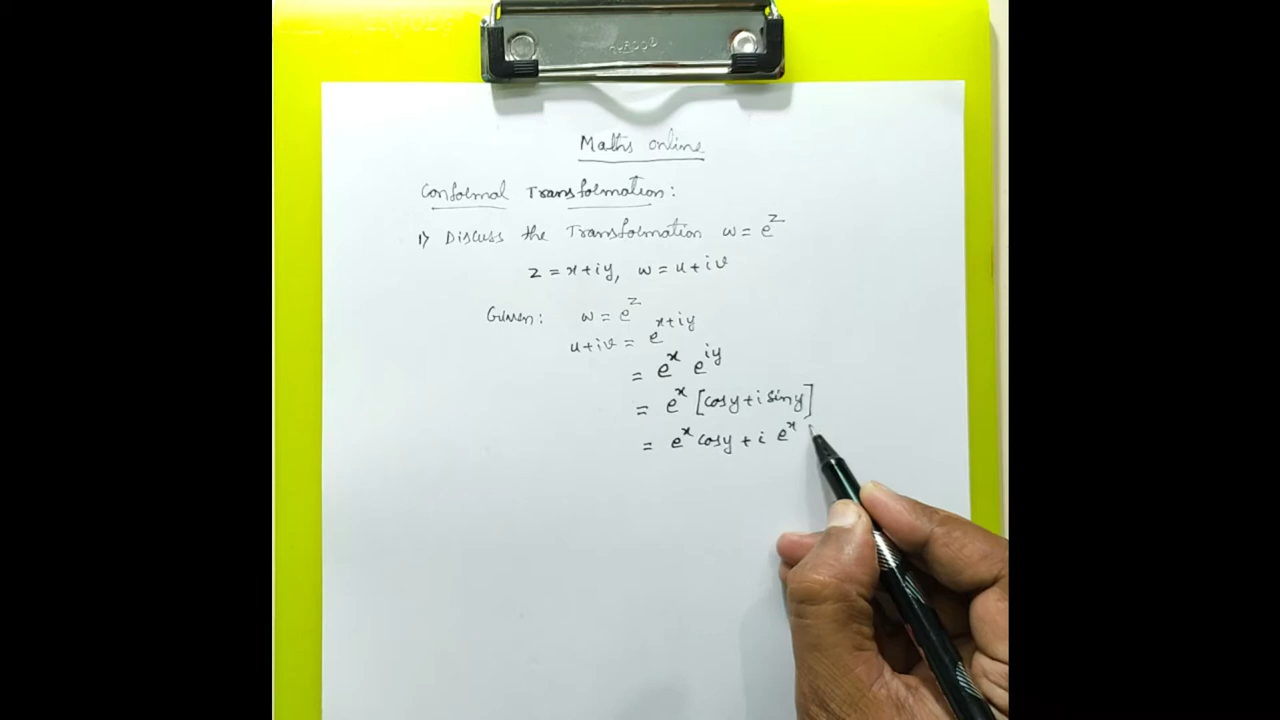 Maths online
Conformal Transformation:
1) Discuss the Transformation w = e^z
z = x+iy, w = u+iv
Given: w = e^z
u+iv = e^x+iy
= e^x e^iy
= e^x [cosy+i siny]
= e^x cosy + i e^x